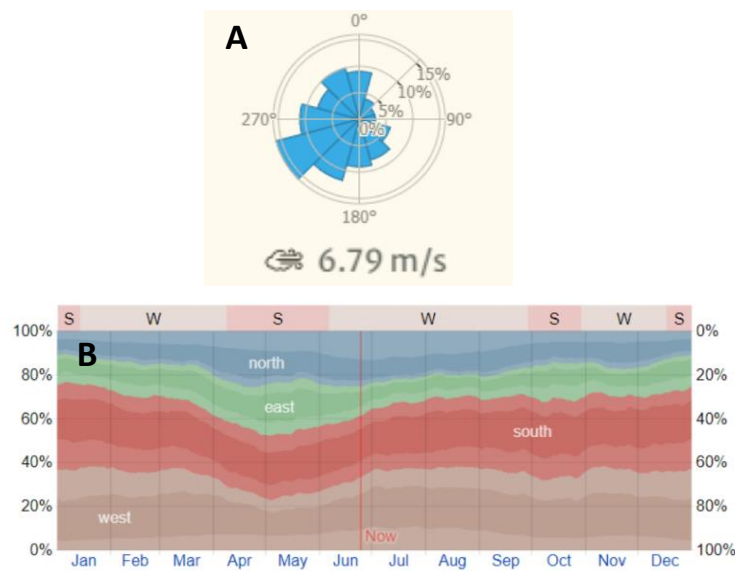 A
0°
15%
10%
5%
0%
270°
90°
180°
6.79 m/s
S W S W S W S
B
100% 0%
80% 20%
60% 40%
40% 60%
20% 80%
0% 100%
north
east
south
west
Now
Jan Feb Mar Apr May Jun Jul Aug Sep Oct Nov Dec